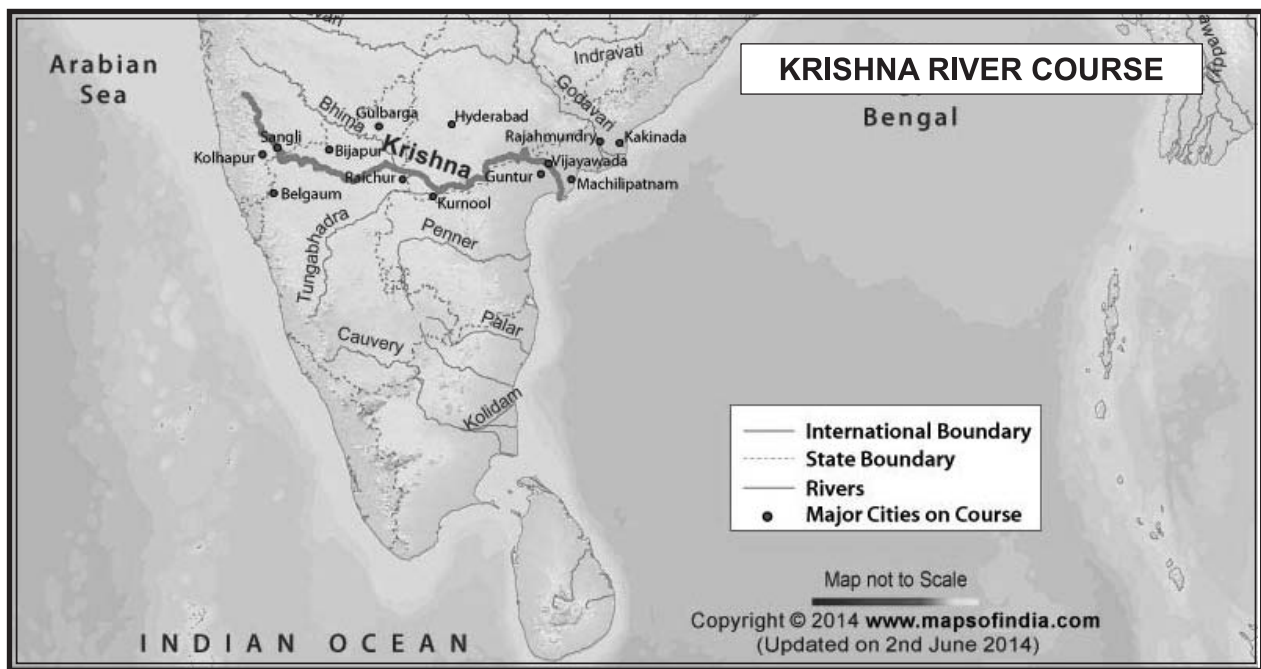 KRISHNA RIVER COURSE
Arabian
Sea
Indravati
Godavari
Bengal
Bhima
Gulbarga
Hyderabad
Rajahmundry
Kakinada
Sangli
Kolhapur
Bijapur
Krishna
Vijayawada
Raichur
Guntur
Machilipatnam
Belgaum
Kurnool
Tungabhadra
Penner
Palar
Cauvery
Kolidam
International Boundary
State Boundary
Rivers
Major Cities on Course
Map not to Scale
Copyright © 2014 www.mapsofindia.com
(Updated on 2nd June 2014)
INDIAN OCEAN